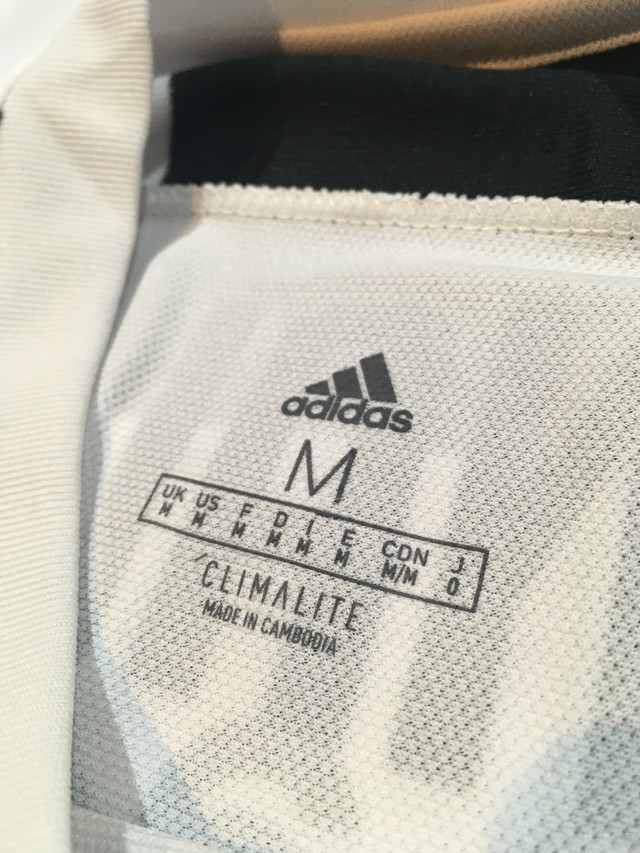 adidas
M
UK US F D I E CDN J
M M M M M M M/M O
CLIMALITE
MADE IN CAMBODIA